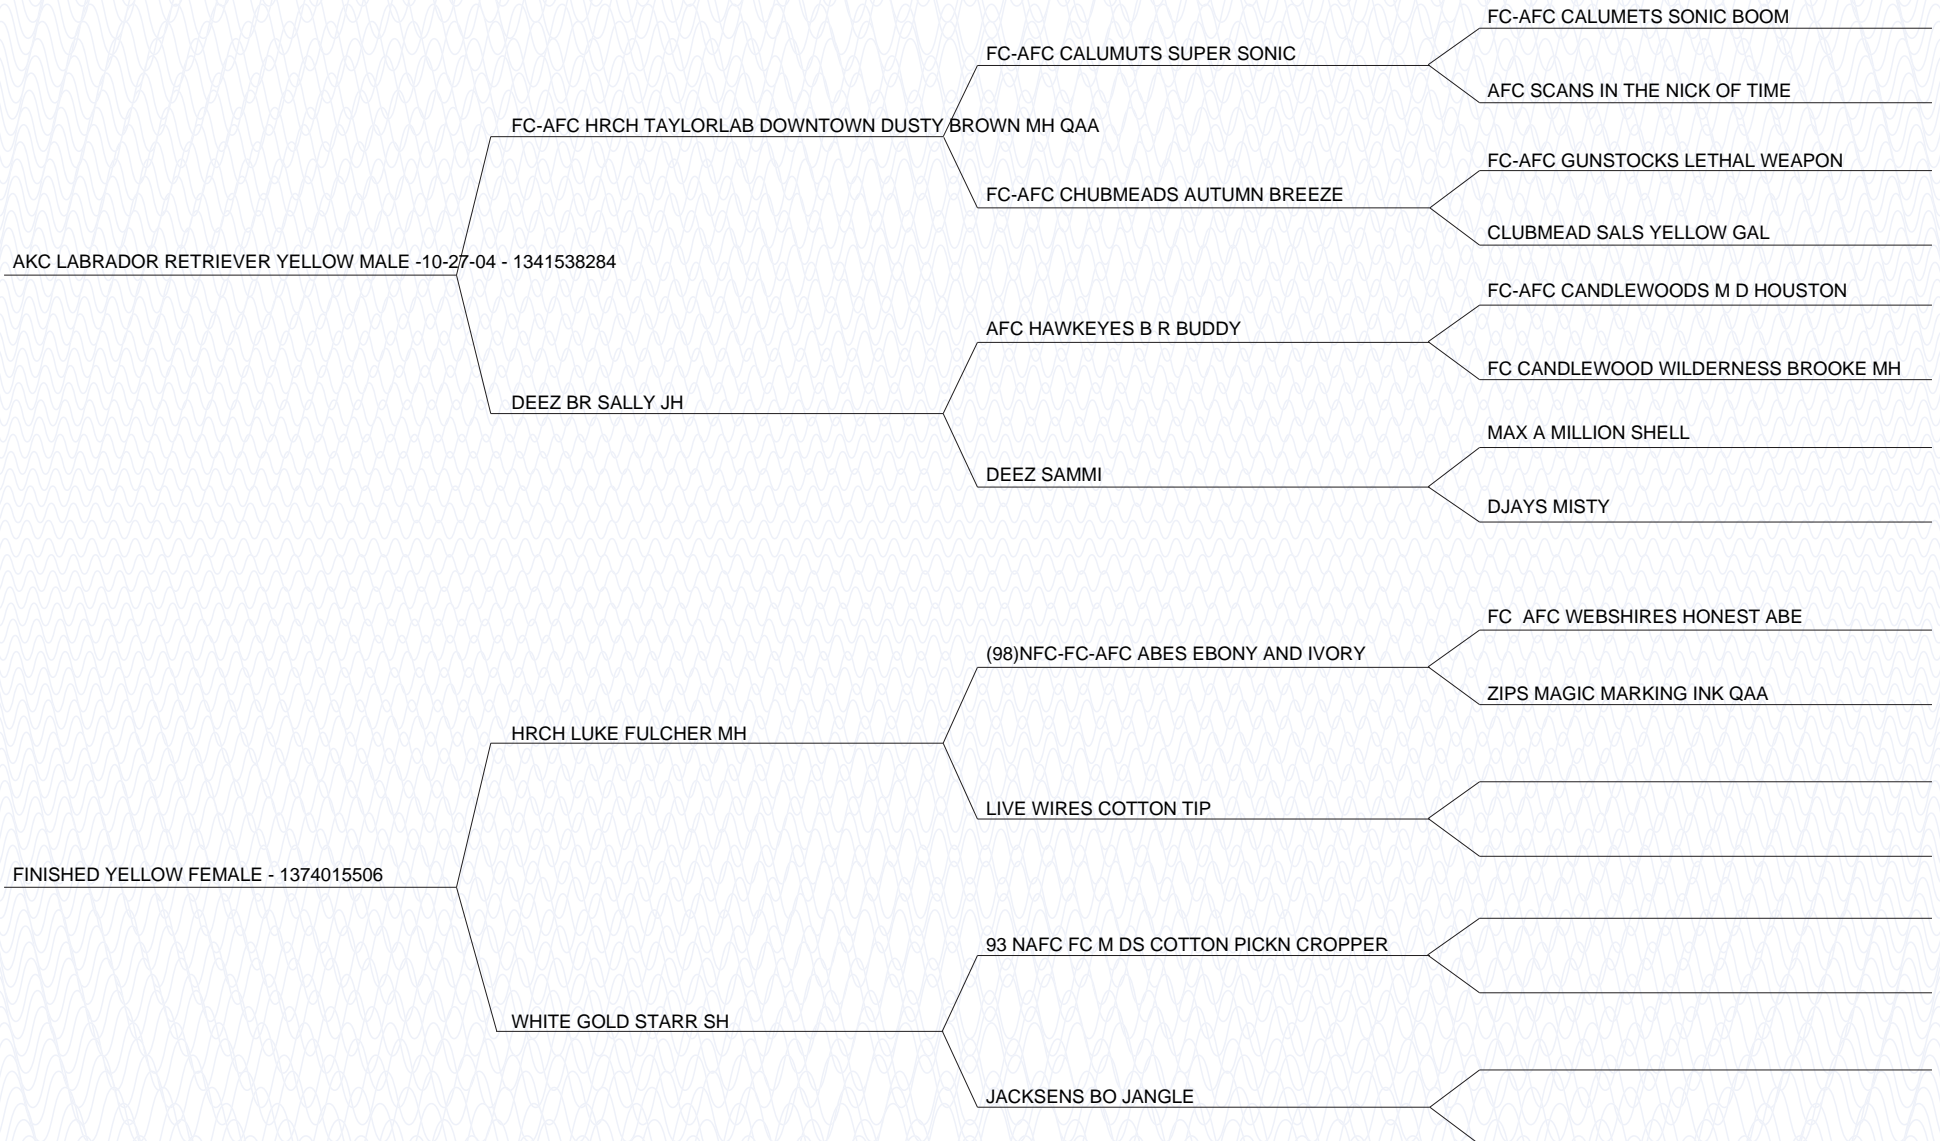 FC-AFC CALUMETS SONIC BOOM
FC-AFC CALUMUTS SUPER SONIC
AFC SCANS IN THE NICK OF TIME
FC-AFC HRCH TAYLORLAB DOWNTOWN DUSTY BROWN MH QAA
FC-AFC GUNSTOCKS LETHAL WEAPON
FC-AFC CHUBMEADS AUTUMN BREEZE
CLUBMEAD SALS YELLOW GAL
AKC LABRADOR RETRIEVER YELLOW MALE -10-27-04 - 1341538284
FC-AFC CANDLEWOODS M D HOUSTON
AFC HAWKEYES B R BUDDY
FC CANDLEWOOD WILDERNESS BROOKE MH
DEEZ BR SALLY JH
MAX A MILLION SHELL
DEEZ SAMMI
DJAYS MISTY
FC  AFC WEBSHIRES HONEST ABE
(98)NFC-FC-AFC ABES EBONY AND IVORY
ZIPS MAGIC MARKING INK QAA
HRCH LUKE FULCHER MH
LIVE WIRES COTTON TIP
FINISHED YELLOW FEMALE - 1374015506
93 NAFC FC M DS COTTON PICKN CROPPER
WHITE GOLD STARR SH
JACKSENS BO JANGLE